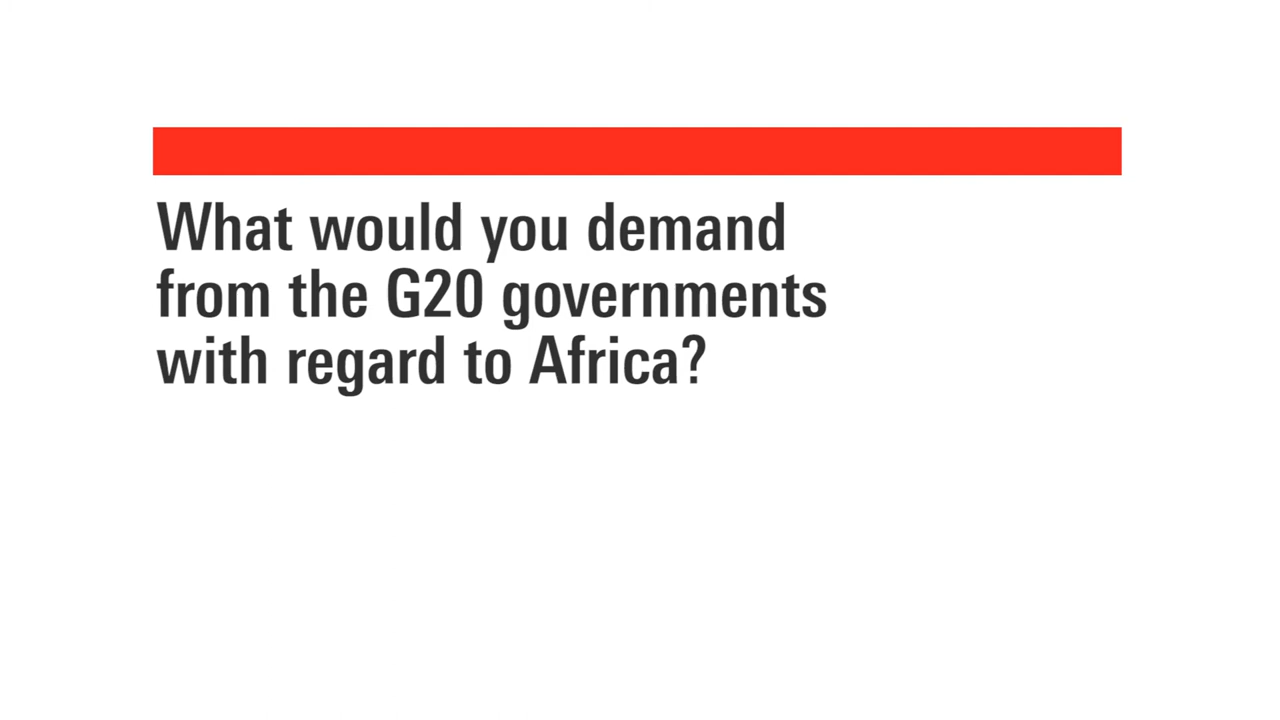 What would you demand
from the G20 governments
with regard to Africa?